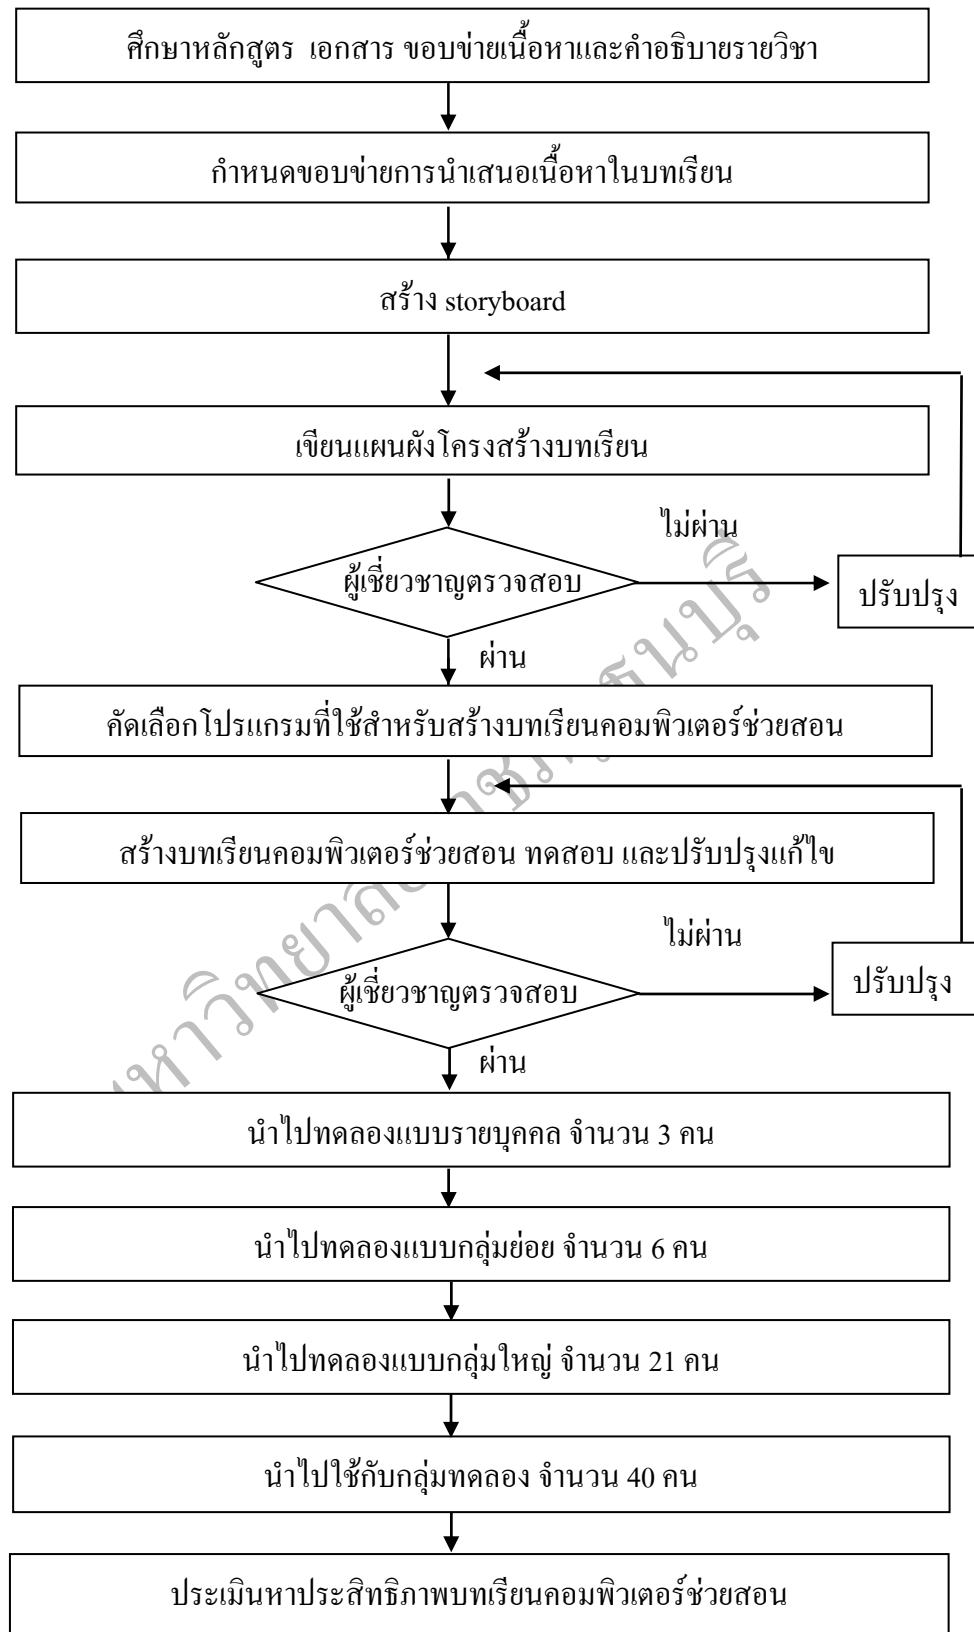 ศึกษาหลักสูตร เอกสาร ขอบข่ายเนื้อหาและคำอธิบายรายวิชา
กำหนดขอบข่ายการนำเสนอเนื้อหาในบทเรียน
สร้าง storyboard
เขียนแผนผังโครงสร้างบทเรียน
ไม่ผ่าน
ผู้เชี่ยวชาญตรวจสอบ
ปรับปรุง
ผ่าน
คัดเลือกโปรแกรมที่ใช้สำหรับสร้างบทเรียนคอมพิวเตอร์ช่วยสอน
สร้างบทเรียนคอมพิวเตอร์ช่วยสอน ทดสอบ และปรับปรุงแก้ไข
ไม่ผ่าน
ผู้เชี่ยวชาญตรวจสอบ
ปรับปรุง
ผ่าน
นำไปทดลองแบบรายบุคคล จำนวน 3 คน
นำไปทดลองแบบกลุ่มย่อย จำนวน 6 คน
นำไปทดลองแบบกลุ่มใหญ่ จำนวน 21 คน
นำไปใช้กับกลุ่มทดลอง จำนวน 40 คน
ประเมินหาประสิทธิภาพบทเรียนคอมพิวเตอร์ช่วยสอน